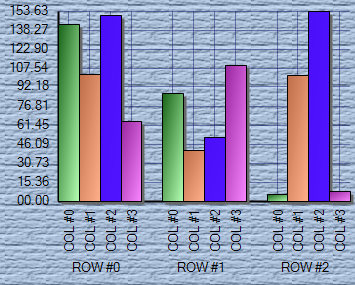 153.63
138.27
122.90
107.54
92.18
76.81
61.45
46.09
30.73
15.36
00.00
COL #0
COL #1
COL #2
COL #3
COL #0
COL #1
COL #2
COL #3
COL #0
COL #1
COL #2
COL #3
ROW #0
ROW #1
ROW #2